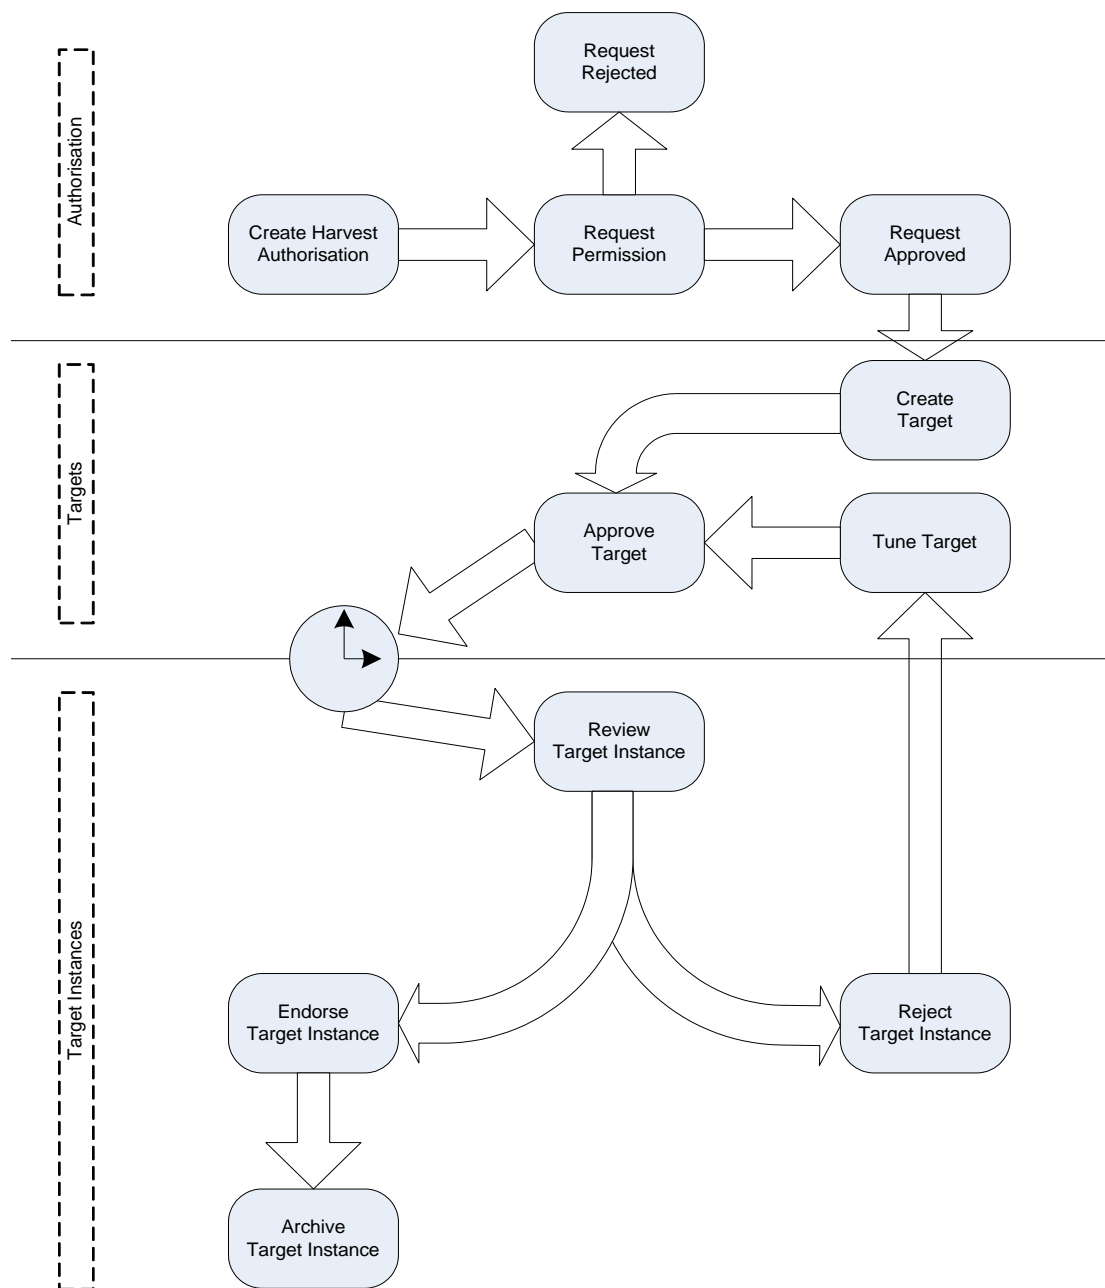 Request
Rejected
Authorisation
Create Harvest
Authorisation
Request
Permission
Request
Approved
Targets
Create
Target
Approve
Target
Tune Target
Target Instances
Review
Target Instance
Endorse
Target Instance
Reject
Target Instance
Archive
Target Instance